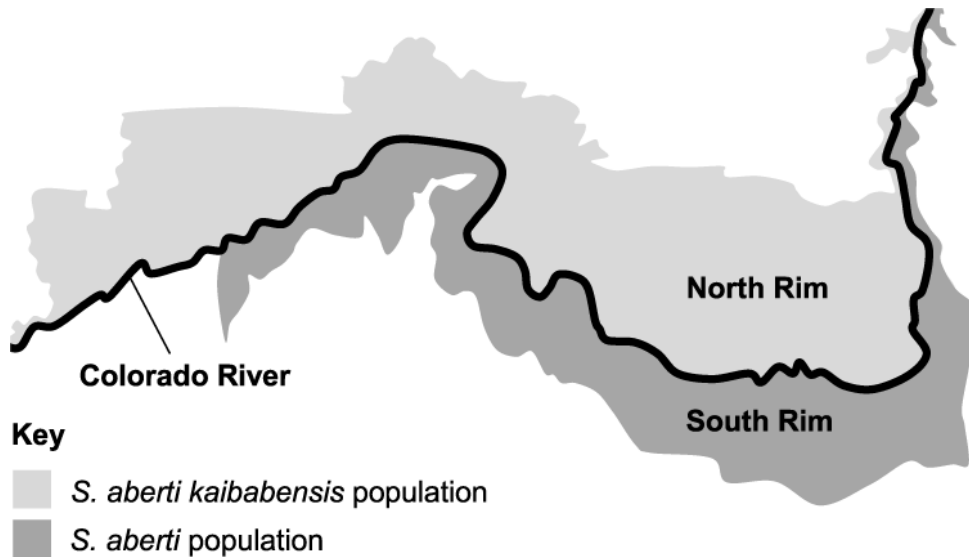 North Rim
Colorado River
South Rim
Key
S. aberti kaibabensis population
S. aberti population